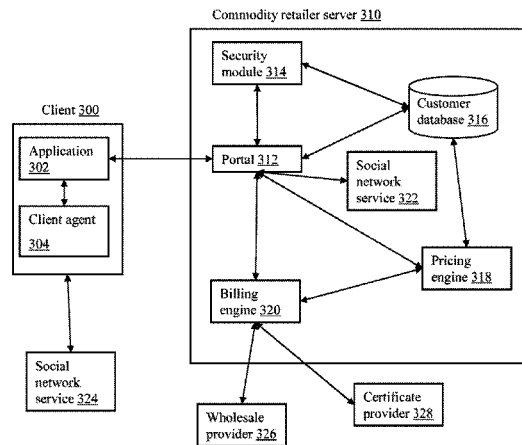 Commodity retailer server 310
Security
module 314
Customer
database 316
Client 300
Application
302
Portal 312
Social
network
service 322
Client agent
304
Pricing
engine 318
Billing
engine 320
Social
network
service 324
Wholesale
provider 326
Certificate
provider 328